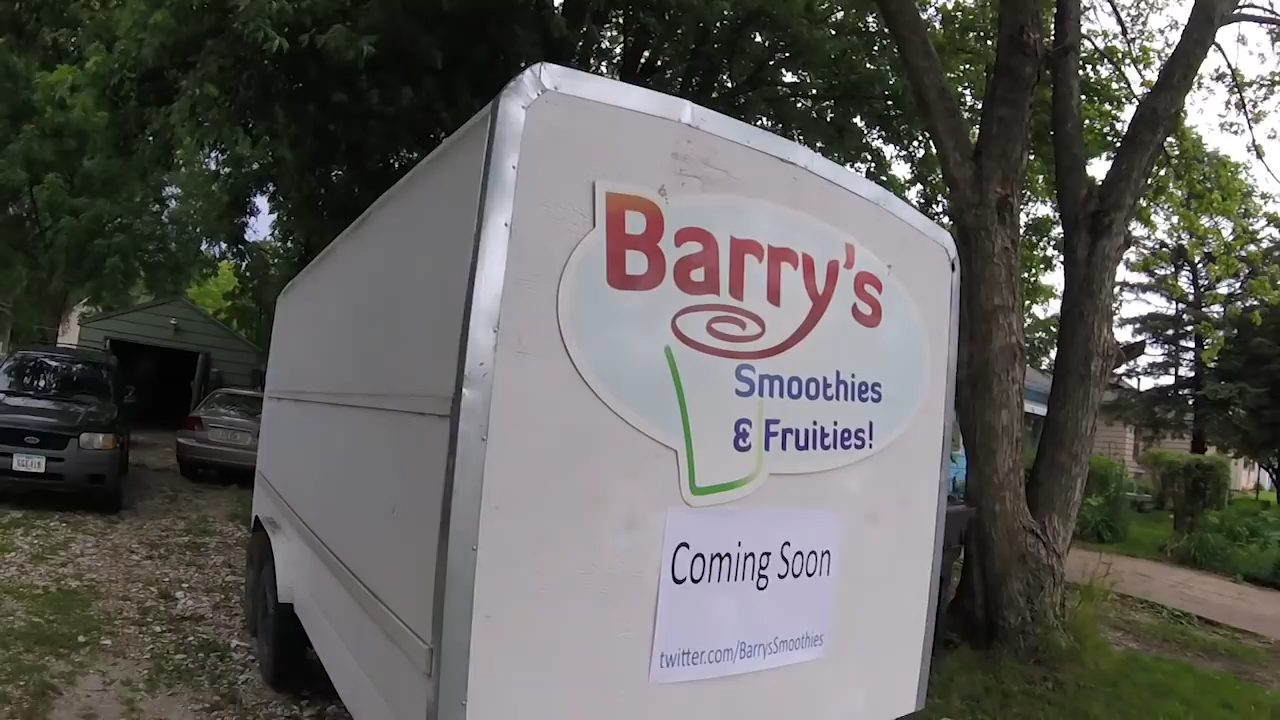 Barry's
Smoothies
& Fruities!
Coming Soon
twitter.com/BarrysSmoothies